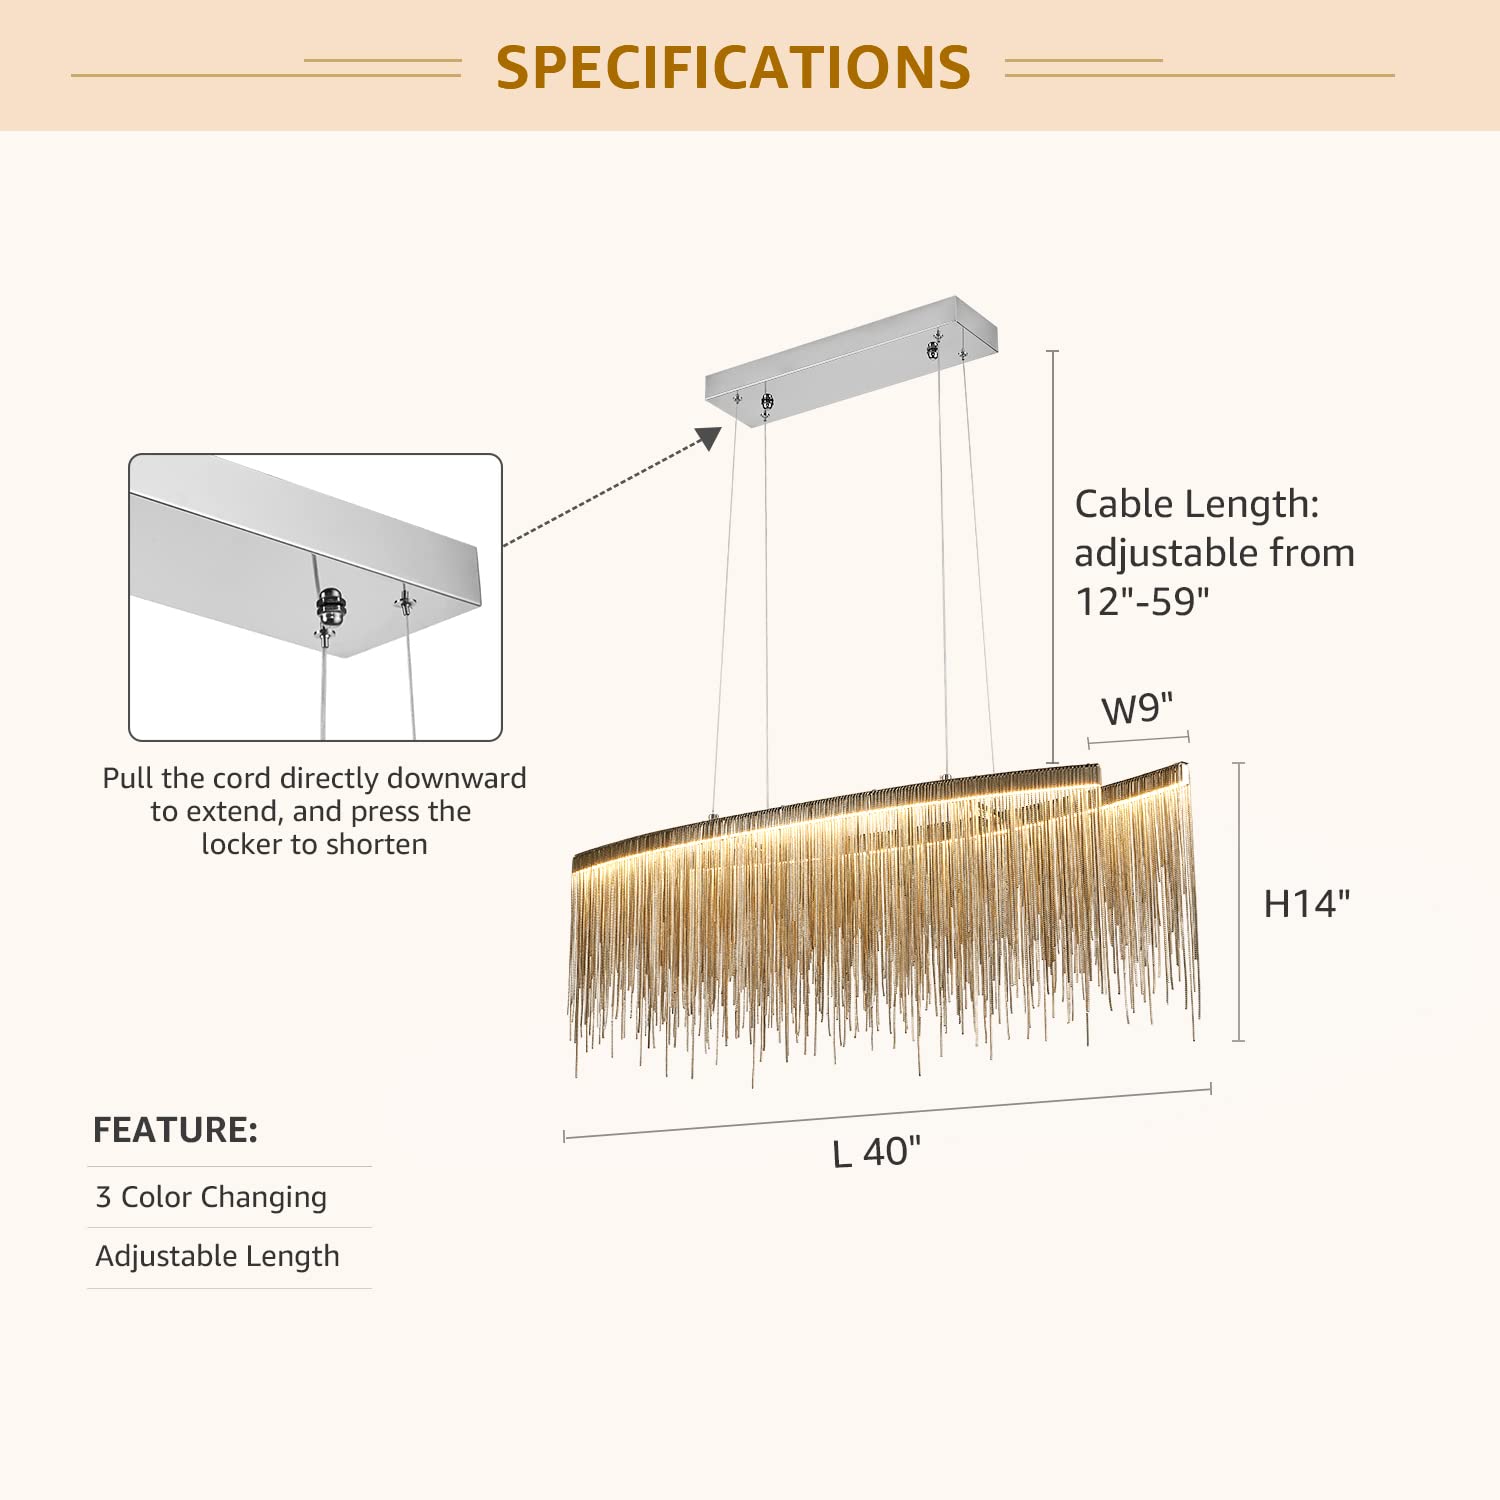 SPECIFICATIONS
Cable Length:
adjustable from
12"-59"
W9"
Pull the cord directly downward
to extend, and press the
locker to shorten
H14"
L 40"
FEATURE:
3 Color Changing
Adjustable Length